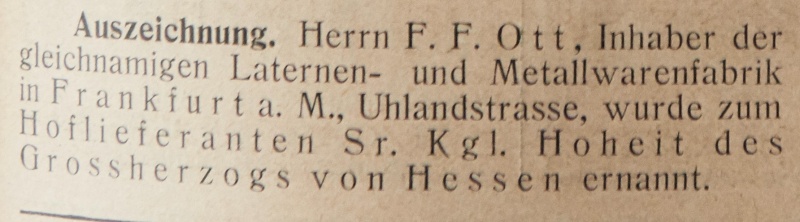 Auszeichnung. Herrn F. F. Ott, Inhaber der
gleichnamigen Laternen- und Metallwarenfabrik
in Frankfurt a. M., Uhlandstrasse, wurde zum
Hoflieferanten Sr. Kgl. Hoheit des
Grossherzogs von Hessen ernannt.